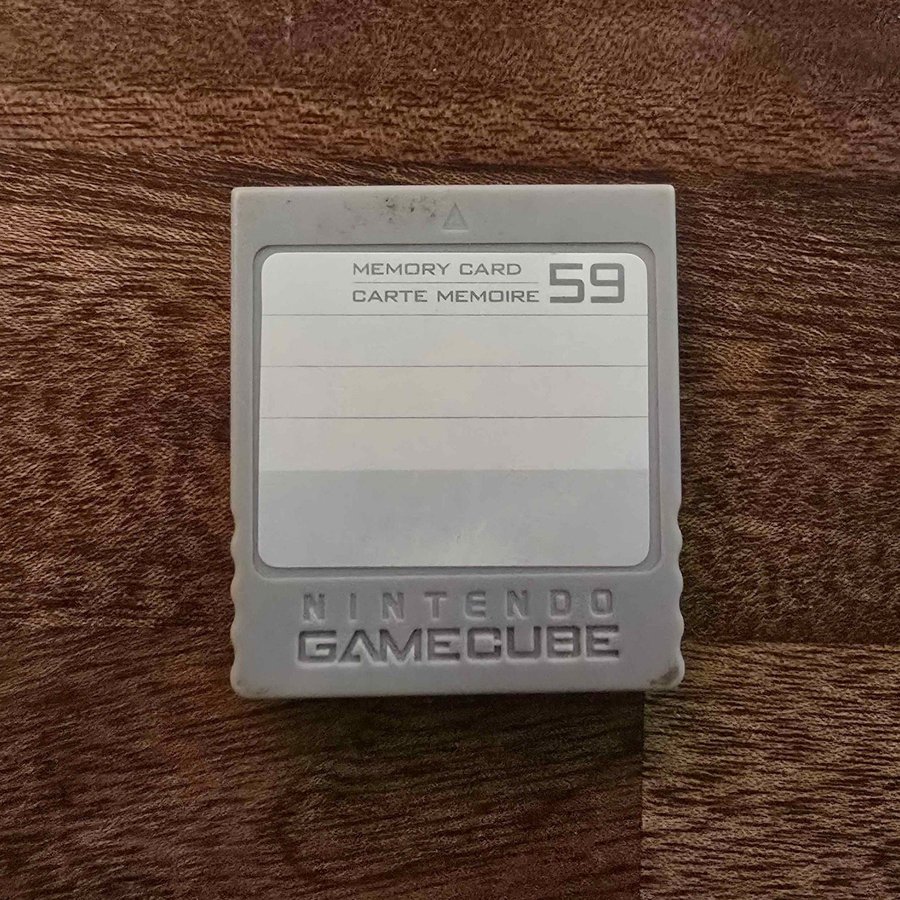 MEMORY CARD
CARTE MEMOIRE 59
NINTENDO
GAMECUBE